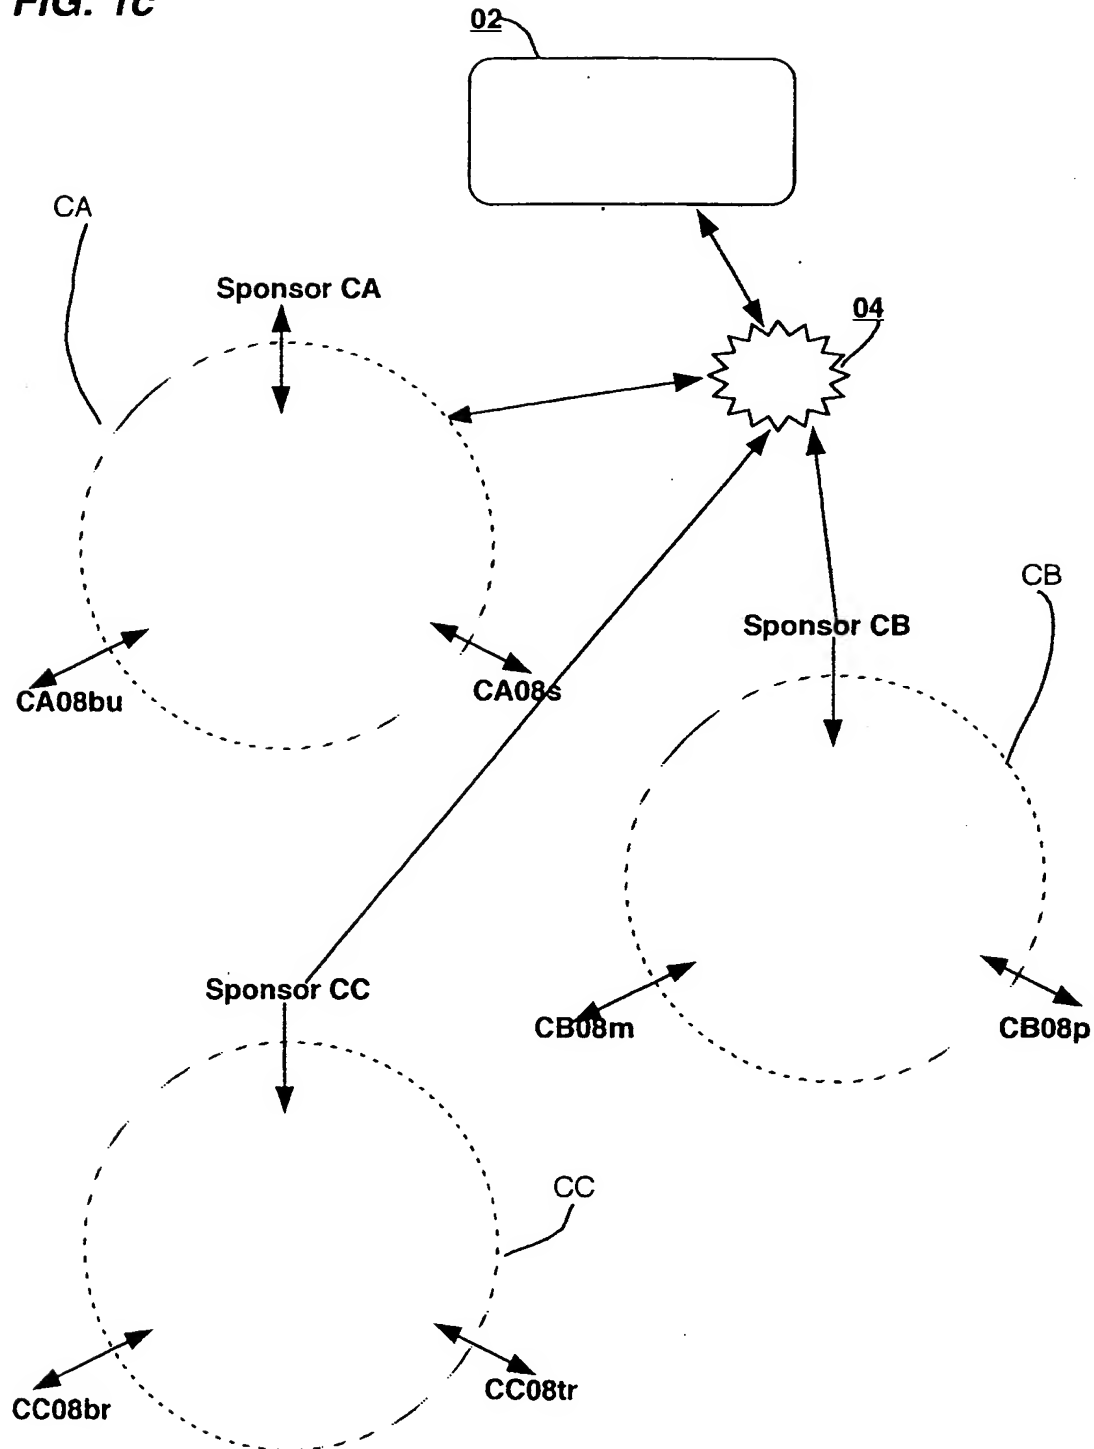 FIG. 1c
02
CA
Sponsor CA
04
CB
Sponsor CB
CA08bu
CA08s
Sponsor CC
CB08m
CB08p
CC
CC08br
CC08tr